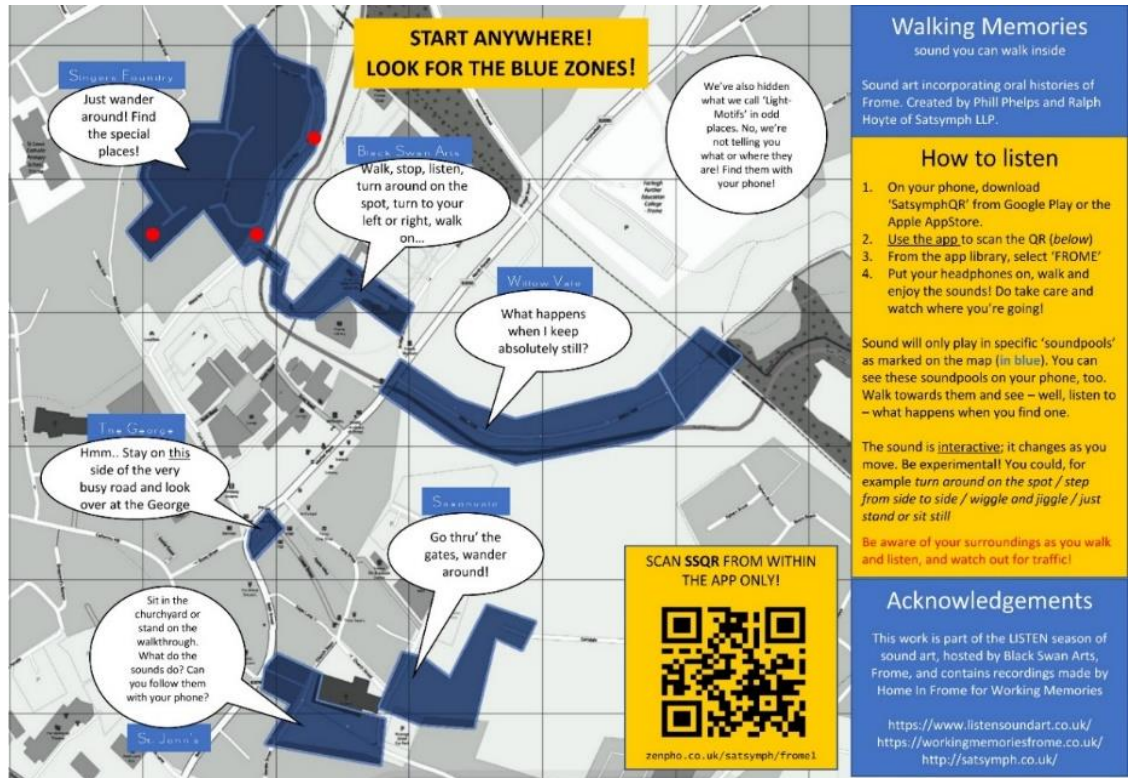 START ANYWHERE!
LOOK FOR THE BLUE ZONES!
Singers Foundry
Just wander
around! Find
the special
places!
Black Swan Arts
Walk, stop, listen,
turn around on the
spot, turn to your
left or right, walk
on...
We've also hidden
what we call 'Light-
Motifs' in odd
places. No, we're
not telling you
what or where they
are! Find them with
your phone!
Willow Vale
What happens
when I keep
absolutely still?
The George
Hmm.. Stay on this
side of the very
busy road and look
over at the George
Saxonvale
Go thru' the
gates, wander
around!
Sit in the
churchyard or
stand on the
walkthrough.
What do the
sounds do? Can
you follow them
with your phone?
St. John's
SCAN SSQR FROM WITHIN
THE APP ONLY!
zenpho.co.uk/satsymph/frome1
Walking Memories
sound you can walk inside
Sound art incorporating oral histories of
Frome. Created by Phill Phelps and Ralph
Hoyte of Satsymph LLP.
How to listen
1. On your phone, download
'SatsymphQR' from Google Play or the
Apple AppStore.
2. Use the app to scan the QR (below)
3. From the app library, select 'FROME'
4. Put your headphones on, walk and
enjoy the sounds! Do take care and
watch where you're going!
Sound will only play in specific 'soundpools'
as marked on the map (in blue). You can
see these soundpools on your phone, too.
Walk towards them and see – well, listen to
– what happens when you find one.
The sound is interactive; it changes as you
move. Be experimental! You could, for
example turn around on the spot / step
from side to side / wiggle and jiggle / just
stand or sit still
Be aware of your surroundings as you walk
and listen, and watch out for traffic!
Acknowledgements
This work is part of the LISTEN season of
sound art, hosted by Black Swan Arts,
Frome, and contains recordings made by
Home In Frome for Working Memories
https://www.listensoundart.co.uk/
https://workingmemoriesfrome.co.uk/
http://satsymph.co.uk/